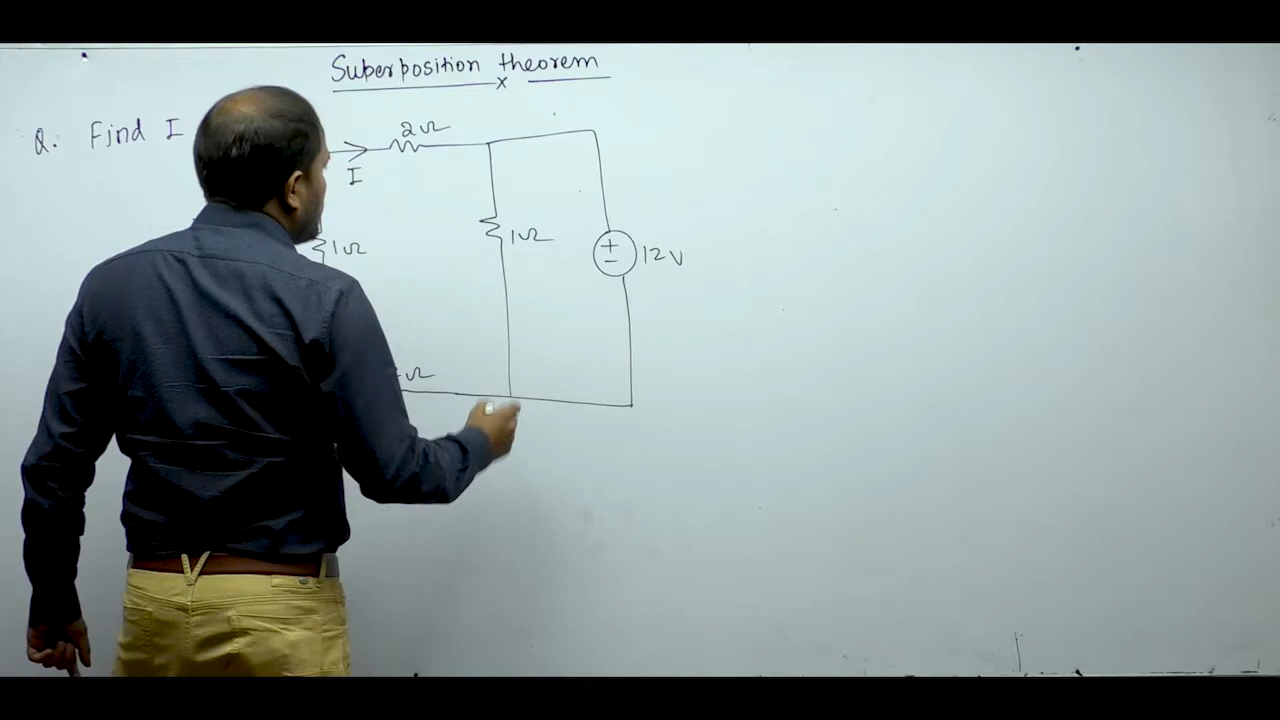 Superposition theorem
Q. Find I
2Ω
I
1Ω
1Ω
+
-
12V
Ω